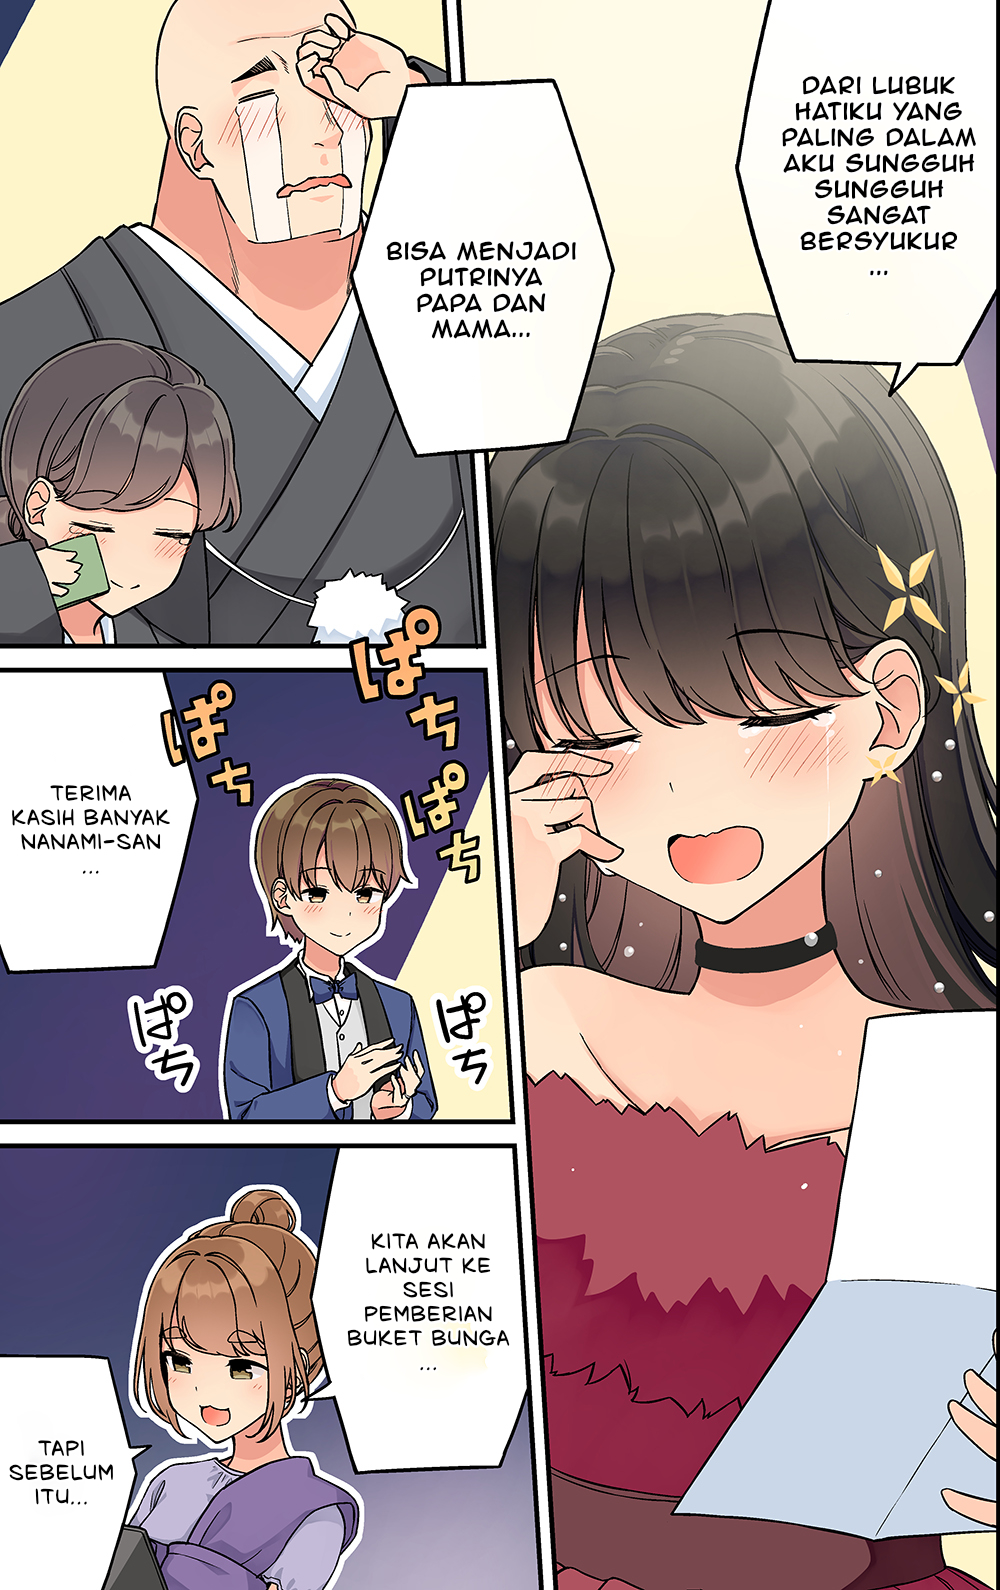 DARI LUBUK
HATIKU YANG
PALING DALAM
AKU SUNGGUH
SUNGGUH
SANGAT
BERSYUKUR
...
BISA MENJADI
PUTRINYA
PAPA DAN
MAMA...
ぱち
ぱち
ぱち
ぱち
ぱち
TERIMA
KASIH BANYAK
NANAMI-SAN
...
KITA AKAN
LANJUT KE
SESI
PEMBERIAN
BUKET BUNGA
...
TAPI
SEBELUM
ITU...